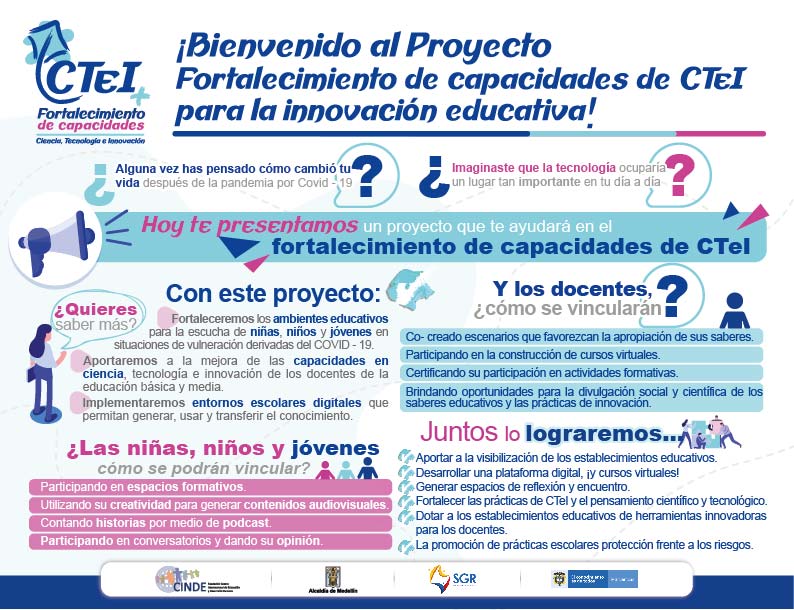 CTeI+
Fortalecimiento
de capacidades
Ciencia, Tecnología e Innovación
¡Bienvenido al Proyecto
Fortalecimiento de capacidades de CTeI
para la innovación educativa!
¿Alguna vez has pensado cómo cambió tu
vida después de la pandemia por Covid - 19?
¿Imaginaste que la tecnología ocuparía
un lugar tan importante en tu día a día?
Hoy te presentamos un proyecto que te ayudará en el
fortalecimiento de capacidades de CTeI
¿Quieres
saber más?
Con este proyecto:
Fortaleceremos los ambientes educativos
para la escucha de niñas, niños y jóvenes en
situaciones de vulneración derivadas del COVID - 19.
Aportaremos a la mejora de las capacidades en
ciencia, tecnología e innovación de los docentes de la
educación básica y media.
Implementaremos entornos escolares digitales que
permitan generar, usar y transferir el conocimiento.
Y los docentes,
¿cómo se vincularán?
Co- creado escenarios que favorezcan la apropiación de sus saberes.
Participando en la construcción de cursos virtuales.
Certificando su participación en actividades formativas.
Brindando oportunidades para la divulgación social y científica de los
saberes educativos y las prácticas de innovación.
¿Las niñas, niños y jóvenes
cómo se podrán vincular?
Participando en espacios formativos.
Utilizando su creatividad para generar contenidos audiovisuales.
Contando historias por medio de podcast.
Participando en conversatorios y dando su opinión.
Juntos lo lograremos...
Aportar a la visibilización de los establecimientos educativos.
Desarrollar una plataforma digital, ¡y cursos virtuales!
Generar espacios de reflexión y encuentro.
Fortalecer las prácticas de CTeI y el pensamiento científico y tecnológico.
Dotar a los establecimientos educativos de herramientas innovadoras
para los docentes.
La promoción de prácticas escolares protección frente a los riesgos.
CINDE
Alcaldía de Medellín
SGR
El conocimiento
es de todos